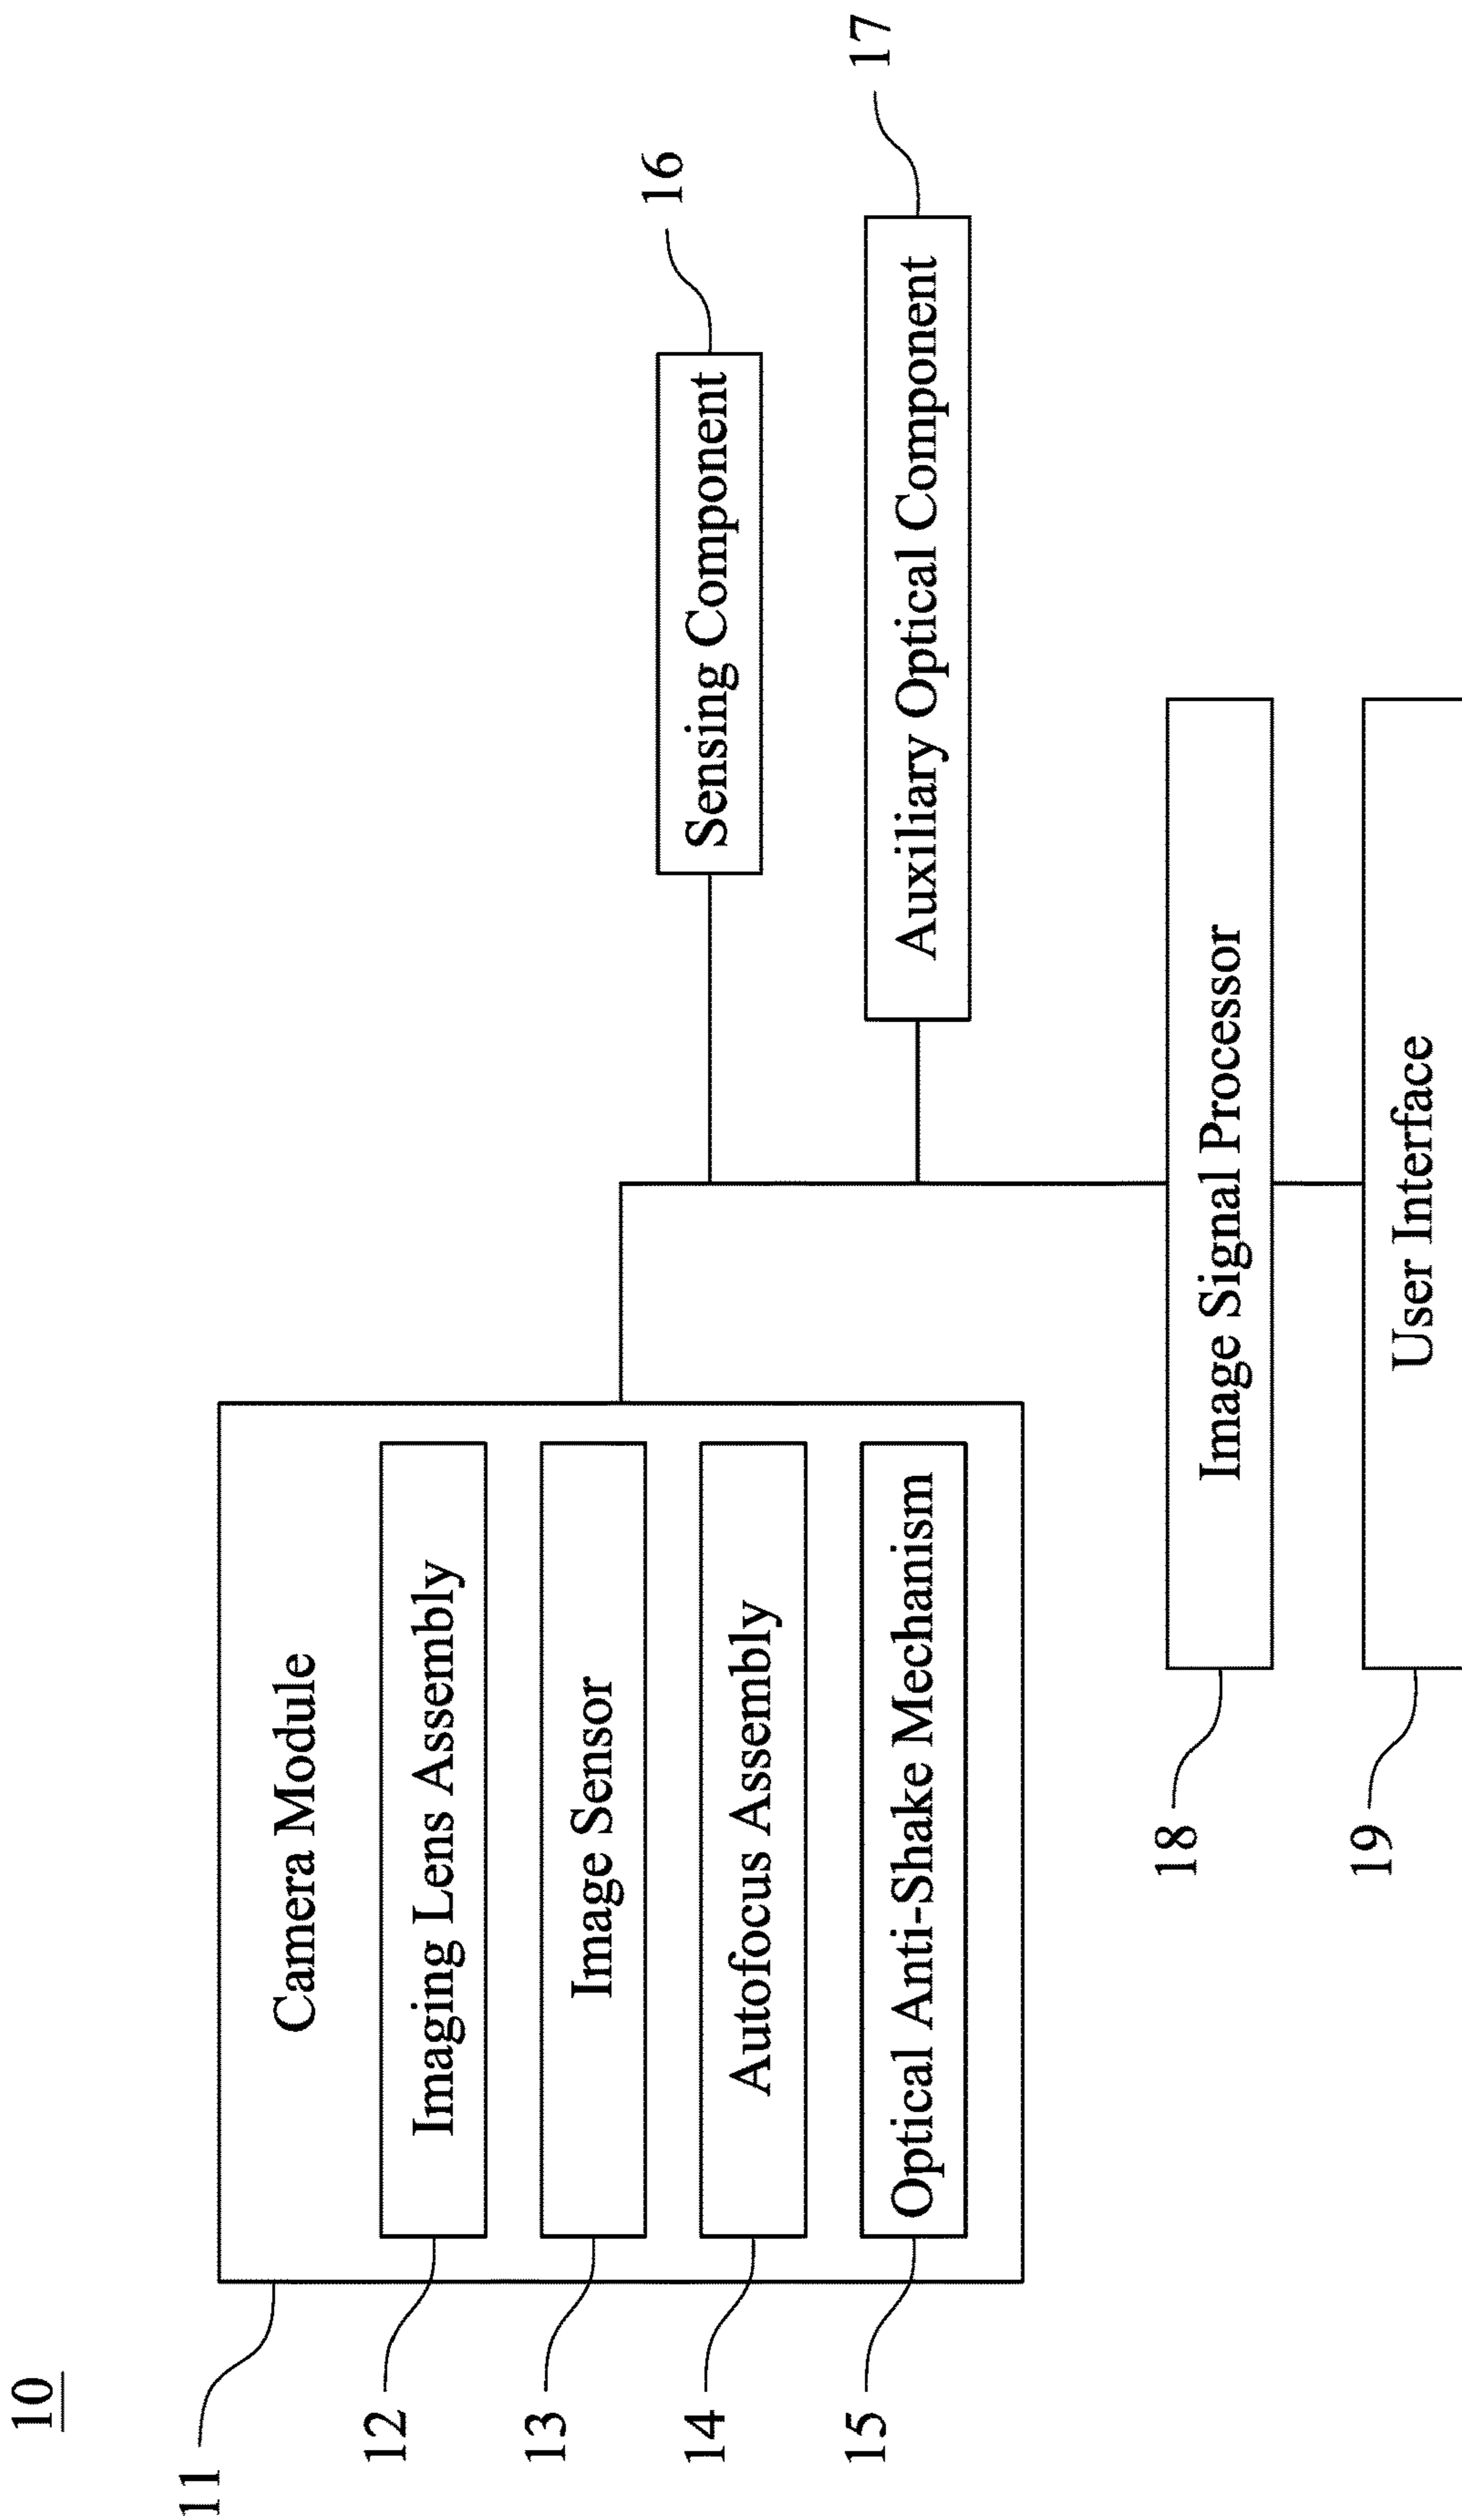 10
11
Camera Module
12
Imaging Lens Assembly
13
Image Sensor
14
Autofocus Assembly
15
Optical Anti-Shake Mechanism
16
Sensing Component
17
Auxiliary Optical Component
18
Image Signal Processor
19
User Interface